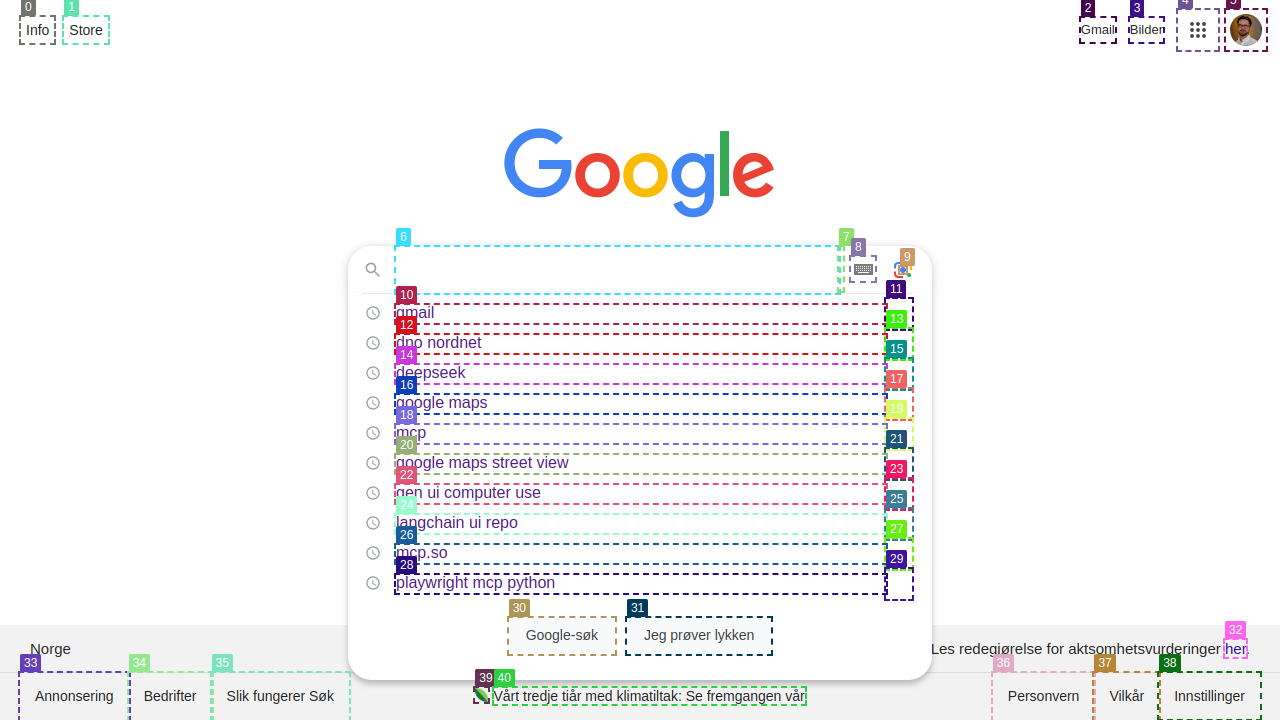 0 1 2 3 4 5
Info Store Gmail Bilder
Google
6 7 8 9
10 11
gmail
12 13
dno nordnet
14 15
deepseek
16 17
google maps
18 19
mcp
20 21
google maps street view
22 23
gen ui computer use
24 25
langchain ui repo
26 27
mcp.so
28 29
playwright mcp python
30 31
Google-søk Jeg prøver lykken
32
Norge Les redegjørelse for aktsomhetsvurderinger her.
33 34 35 36 37 38
39 40
Annonsering Bedrifter Slik fungerer Søk Vårt tredje tiår med klimatiltak: Se fremgangen vår Personvern Vilkår Innstillinger